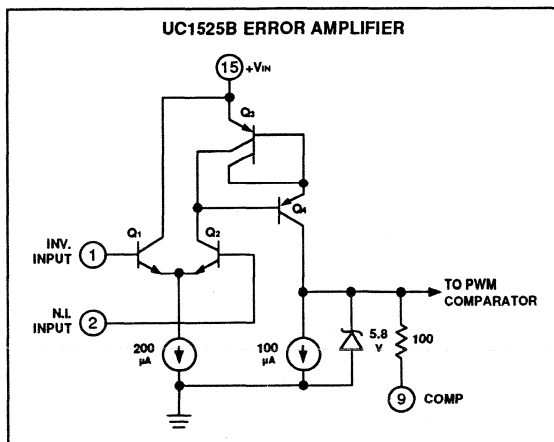 UC1525B ERROR AMPLIFIER
15 +VIN
Q3
Q4
Q1
Q2
INV.
INPUT
1
N.I.
INPUT
2
TO PWM
COMPARATOR
200
µA
100
µA
5.8
V
100
9 COMP